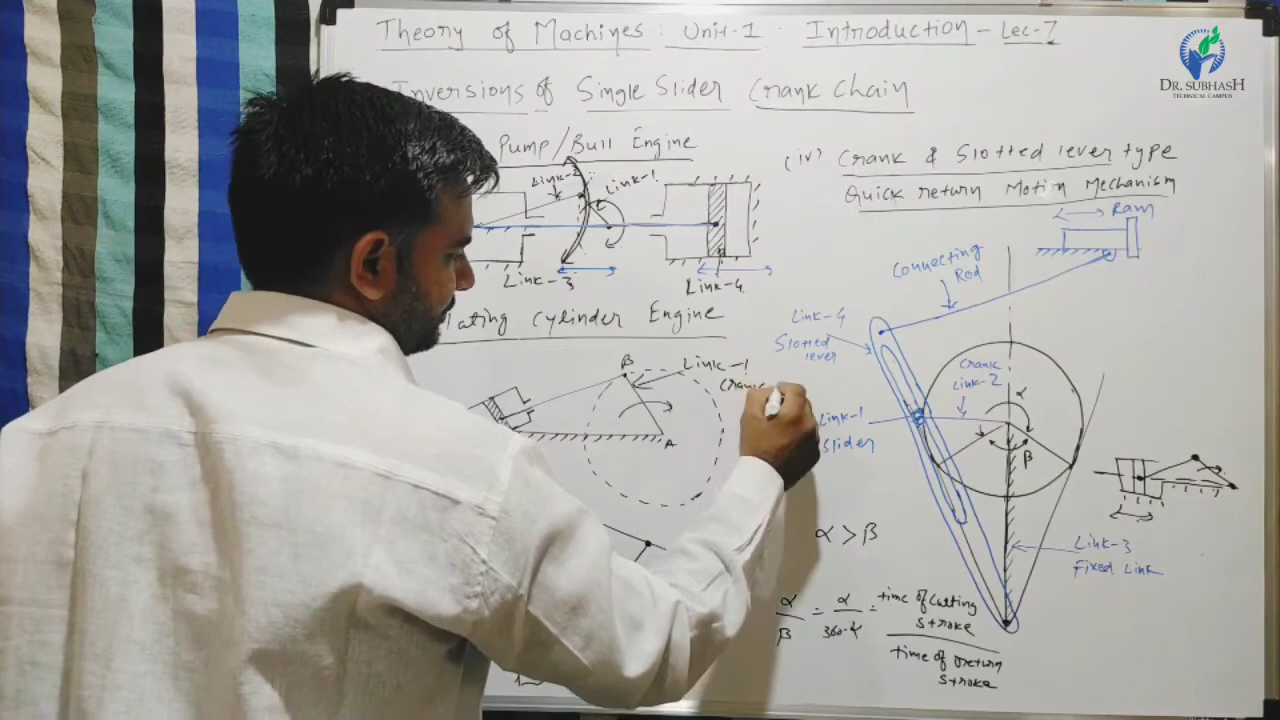 Theory of Machines: Unit-1. Introduction - Lec-7
DR. SUBHASH
TECHNICAL CAMPUS
Inversions of Single Slider Crank Chain
Pump/Bull Engine
Link-2
Link-1
Link-3
Link-4
lating Cylinder Engine
B
Link-1
Crank
A
(iv) Crank & Slotted lever type
Quick return Motion Mechanism
Ram
Connecting
Rod
Link-4
Slotted
lever
Crank
Link-2
α
Link-1
Slider
β
α > β
Link-3
Fixed Link
α/β = α/360-α = time of cutting stroke
time of return
stroke